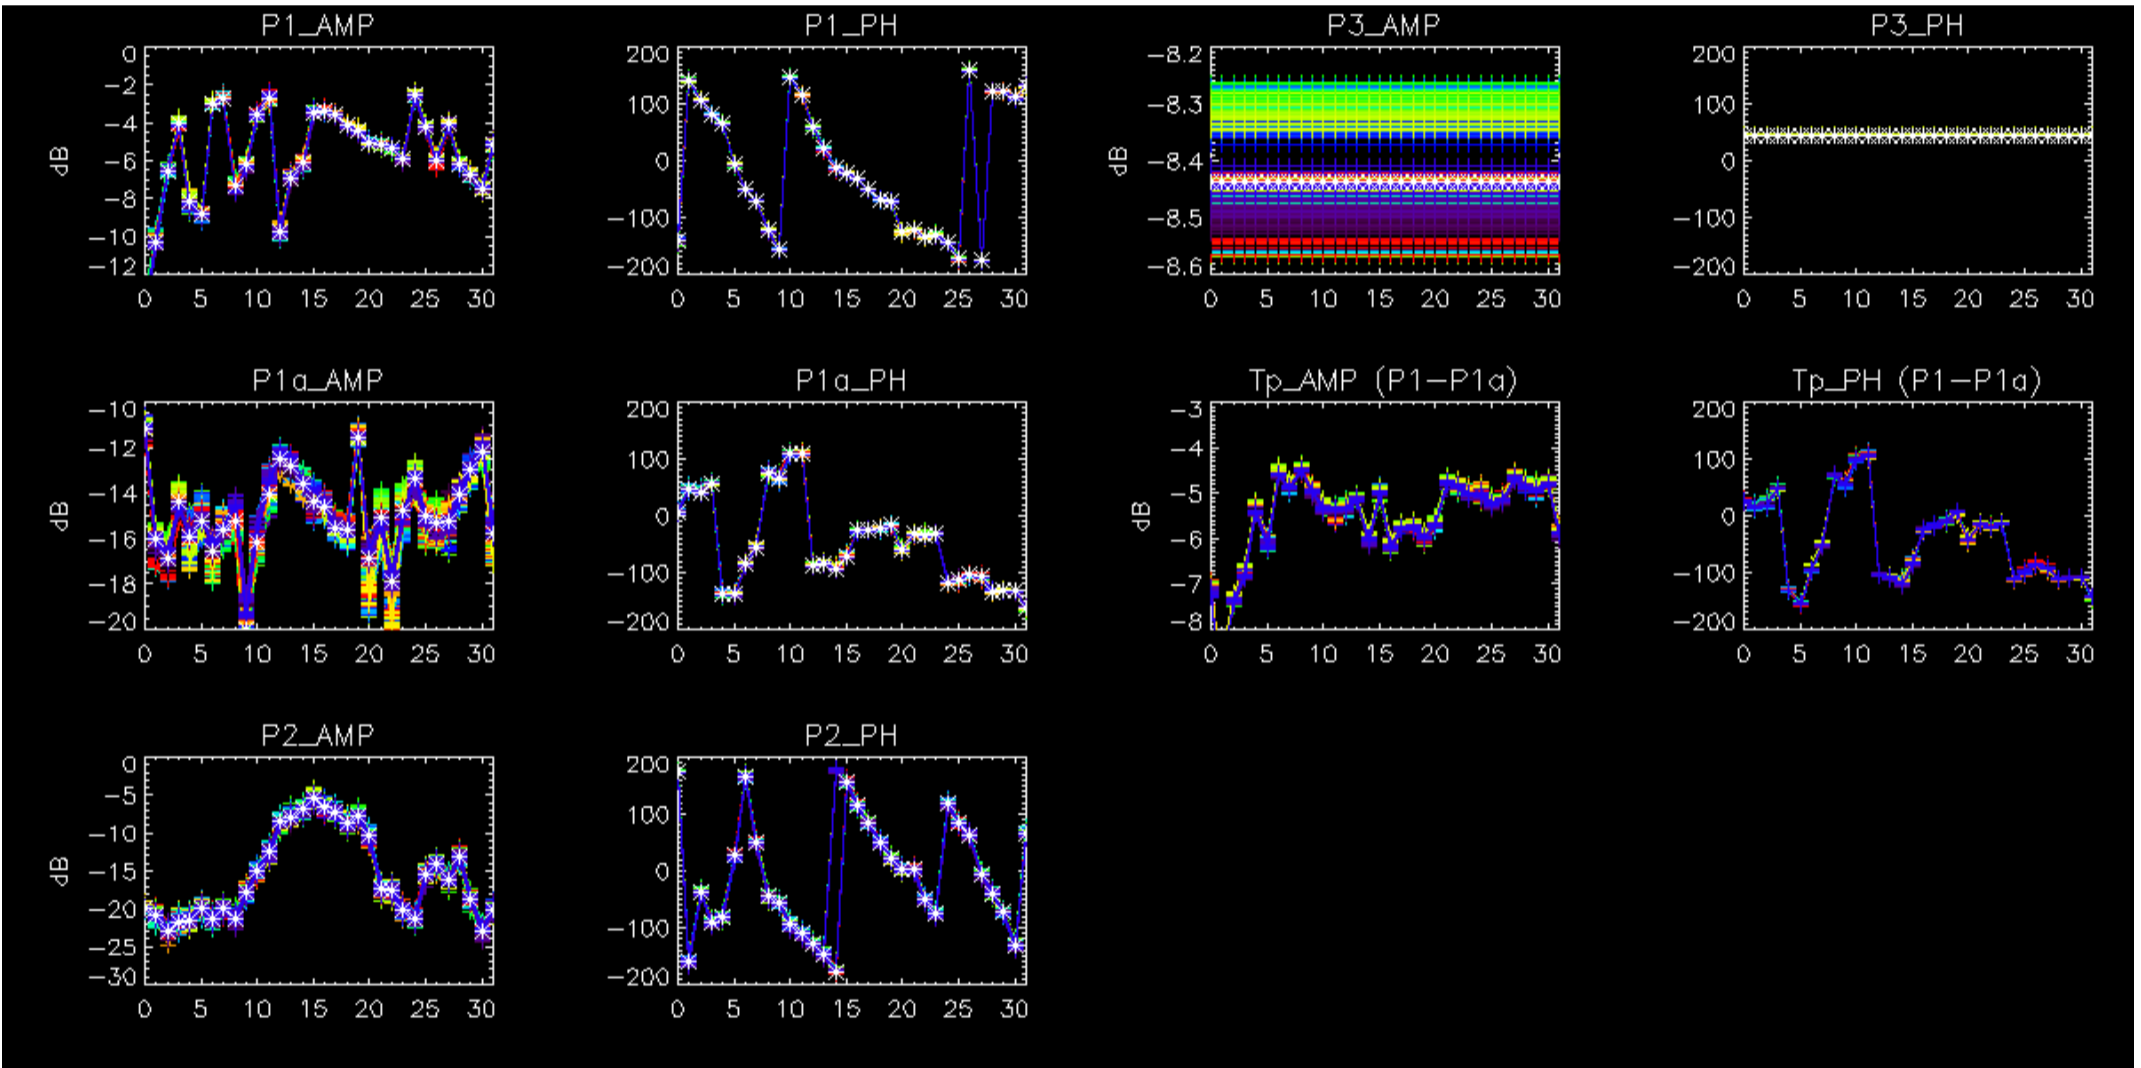 P1_AMP
0
-2
-4
-6
-8
-10
-12
dB
0 5 10 15 20 25 30
P1_PH
200
100
0
-100
-200
0 5 10 15 20 25 30
P3_AMP
-8.2
-8.3
-8.4
-8.5
-8.6
dB
0 5 10 15 20 25 30
P3_PH
200
100
0
-100
-200
0 5 10 15 20 25 30
P1a_AMP
-10
-12
-14
-16
-18
-20
dB
0 5 10 15 20 25 30
P1a_PH
200
100
0
-100
-200
0 5 10 15 20 25 30
Tp_AMP (P1-P1a)
-3
-4
-5
-6
-7
-8
dB
0 5 10 15 20 25 30
Tp_PH (P1-P1a)
200
100
0
-100
-200
0 5 10 15 20 25 30
P2_AMP
0
-5
-10
-15
-20
-25
-30
dB
0 5 10 15 20 25 30
P2_PH
200
100
0
-100
-200
0 5 10 15 20 25 30